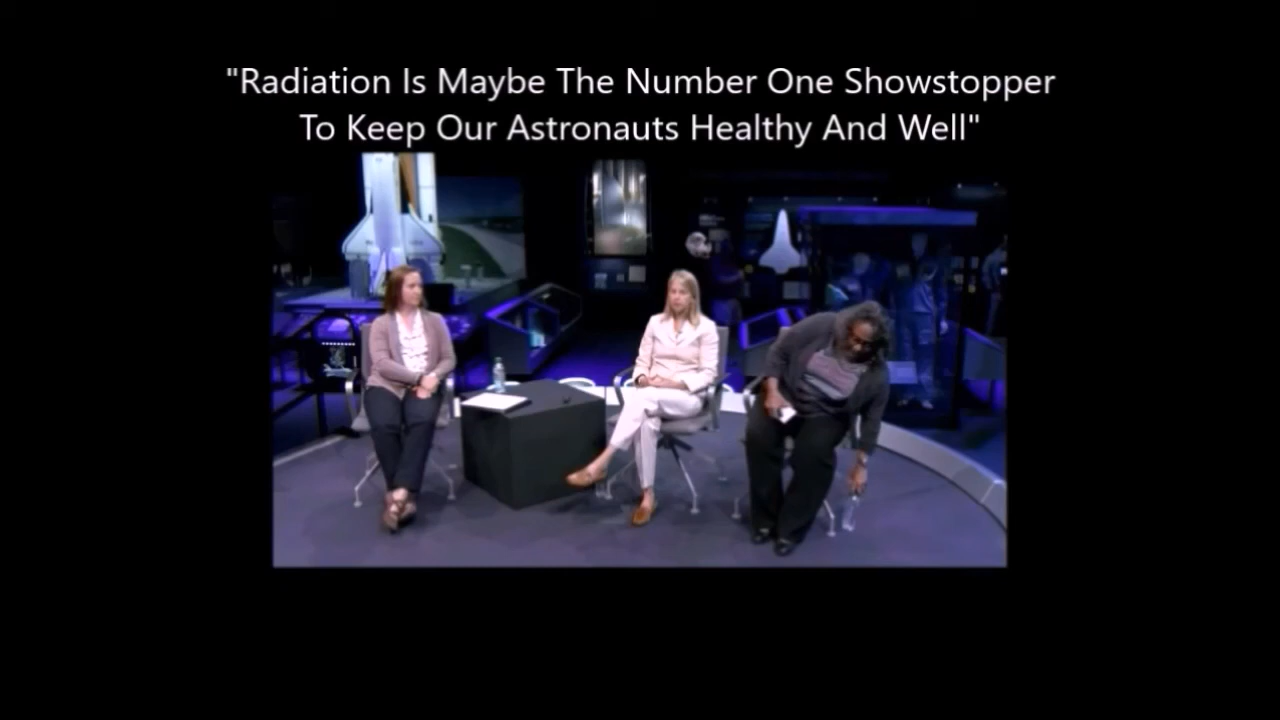 "Radiation Is Maybe The Number One Showstopper
To Keep Our Astronauts Healthy And Well"